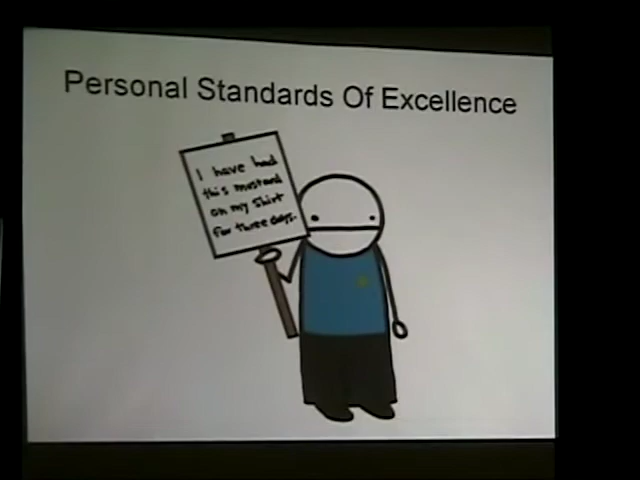 Personal Standards Of Excellence
I have had
this mustard
on my shirt
for three days.